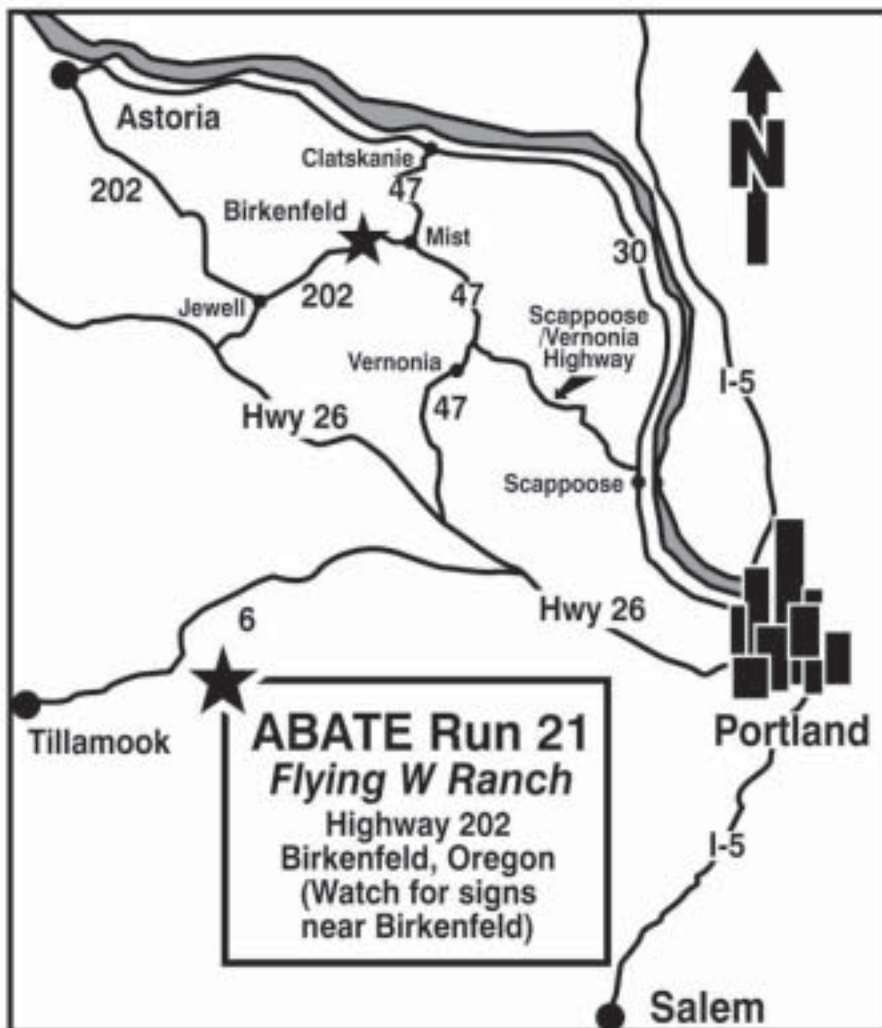 Astoria
Clatskanie
202
47
Birkenfeld
Mist
30
Jewell
202
47
Scappoose
/Vernonia
Highway
Vernonia
I-5
Hwy 26
47
Scappoose
Hwy 26
6
N
Tillamook
Portland
ABATE Run 21
Flying W Ranch
Highway 202
Birkenfeld, Oregon
(Watch for signs
near Birkenfeld)
I-5
Salem